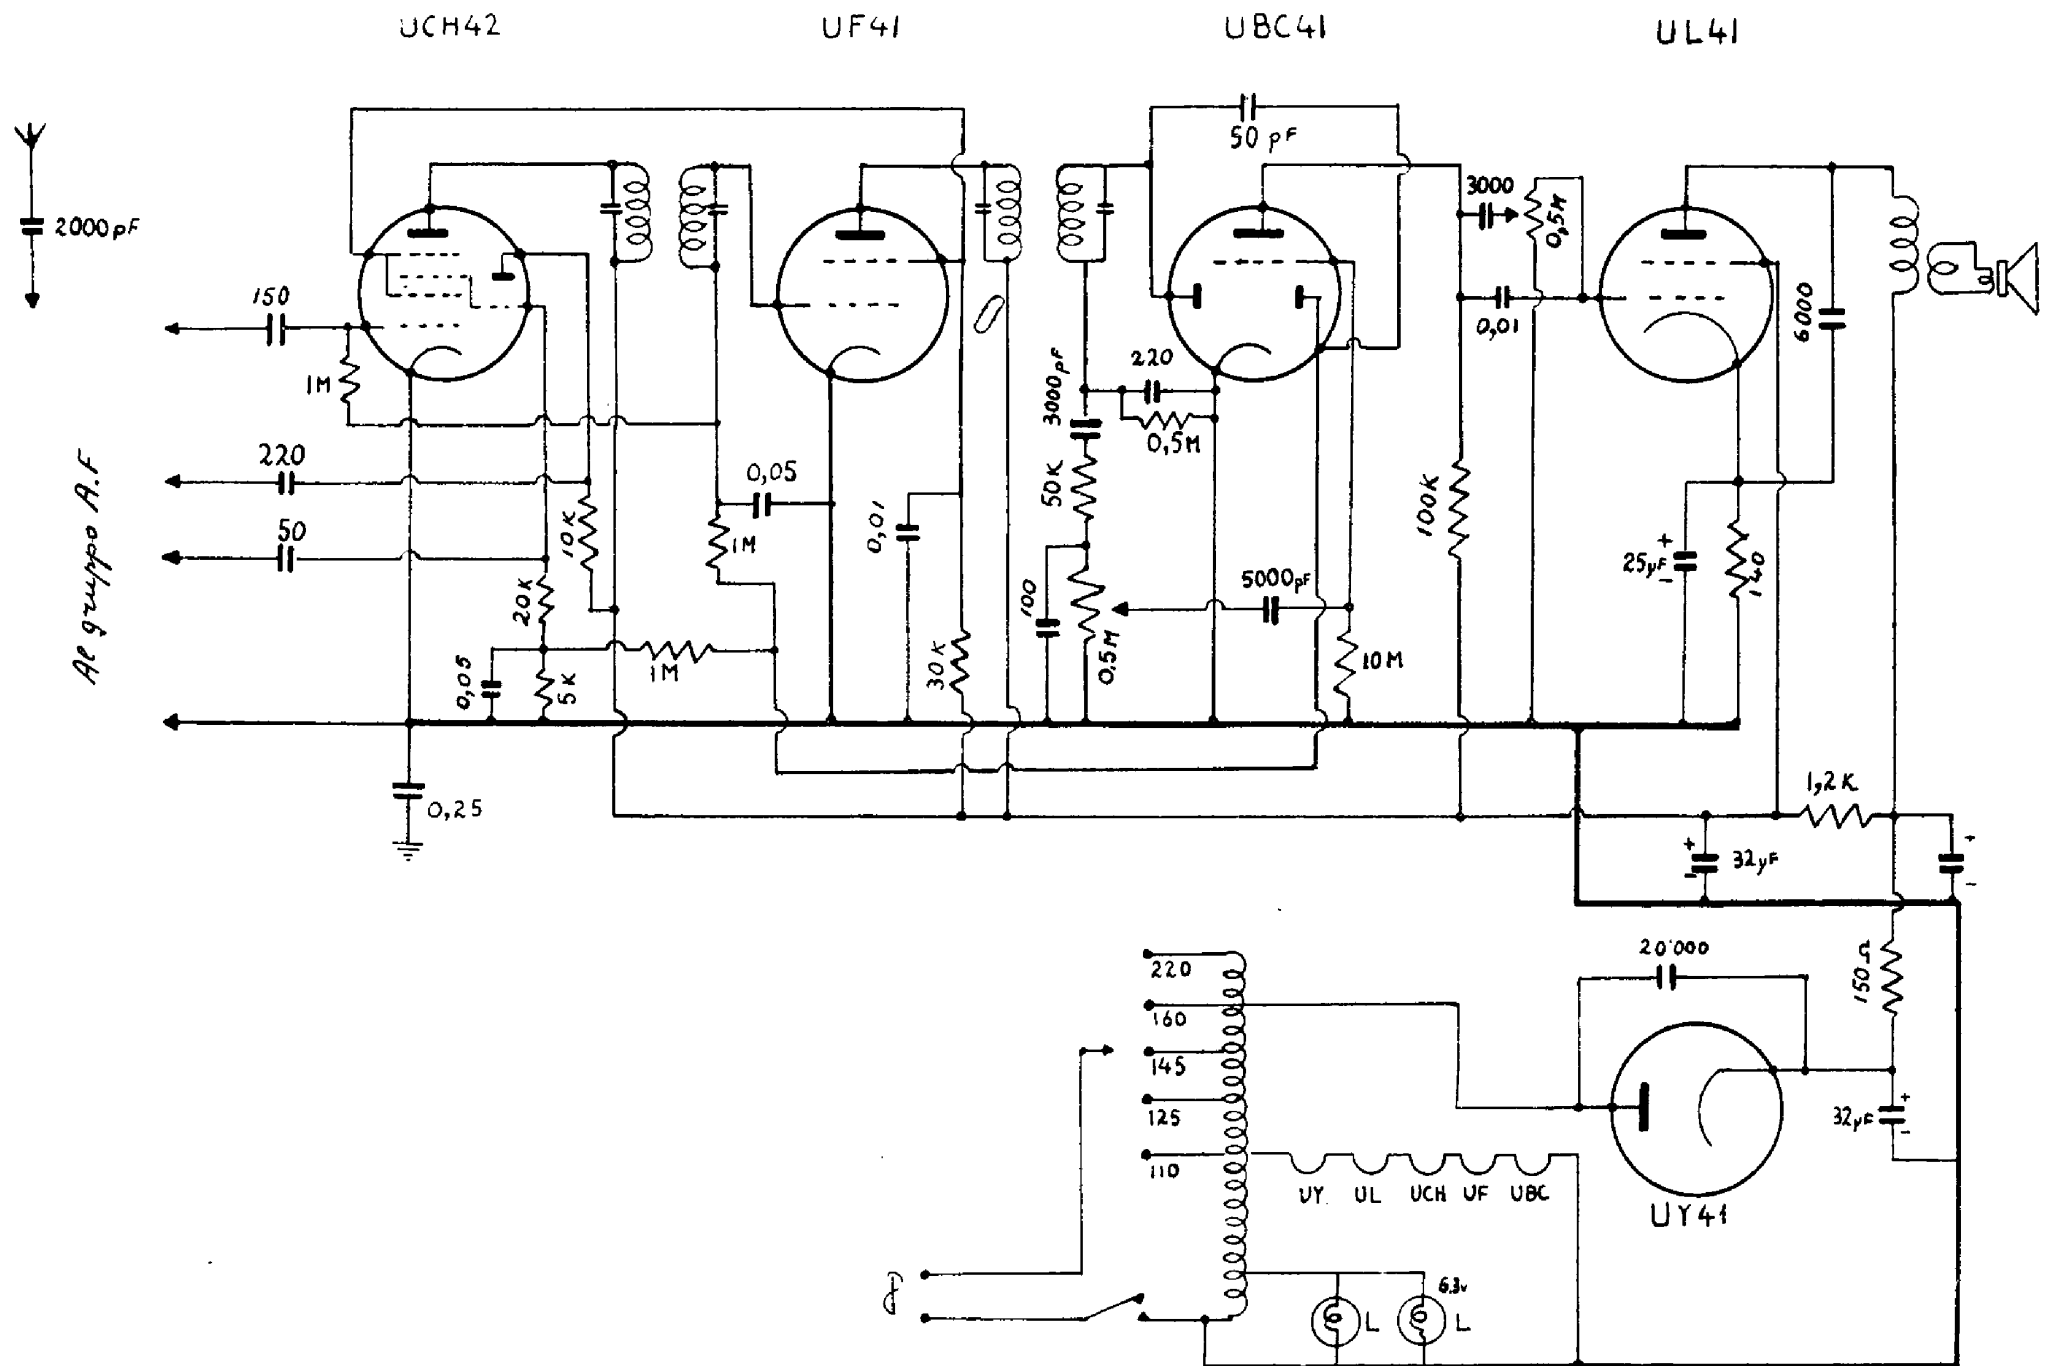 UCH42
UF41
UBC41
UL41
50 pF
2000pF
3000
0,5M
150
0,01
6000
1M
220
3000pF
0,5M
220
0,05
50K
100K
Al gruppo A.F
50
10K
1M
0,01
+
25µF
-
140
20K
5000pF
100
0.5M
0,05
5K
1M
30K
10M
0,25
1,2K
+
32µF
-
+
-
220
160
145
125
110
20'000
150Ω
+
32µF
-
UY.
UL
UCH
UF
UBC
UY41
6.3v
L
L